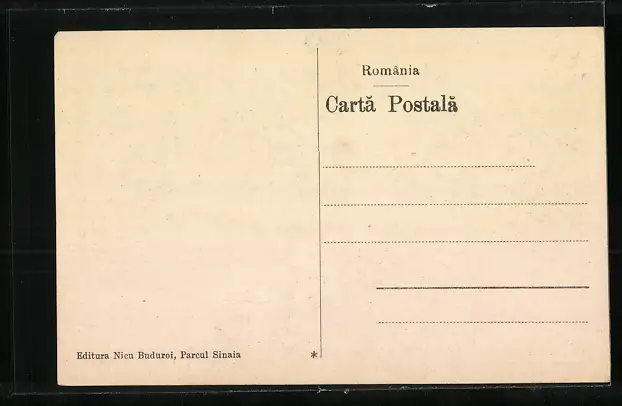 România
Cartă Postală
Editura Nicu Buduroi, Parcul Sinaia
*